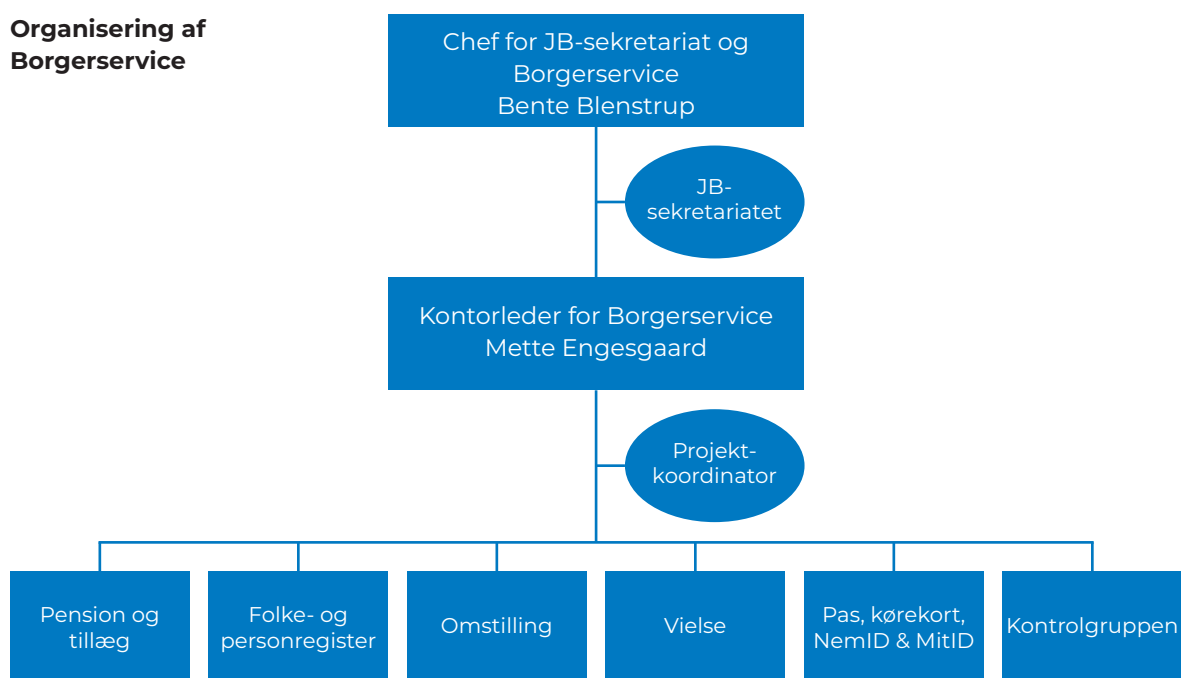 Organisering af
Borgerservice
Chef for JB-sekretariat og
Borgerservice
Bente Blenstrup
JB-
sekretariatet
Kontorleder for Borgerservice
Mette Engesgaard
Projekt-
koordinator
Pension og
tillæg
Folke- og
personregister
Omstilling
Vielse
Pas, kørekort,
NemID & MitID
Kontrolgruppen